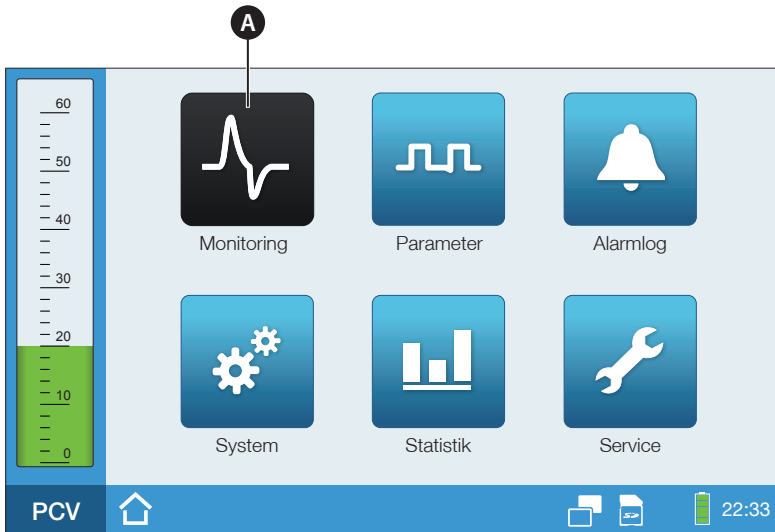 A
60
50
40
30
20
10
0
Monitoring
Parameter
Alarmlog
System
Statistik
Service
PCV
22:33